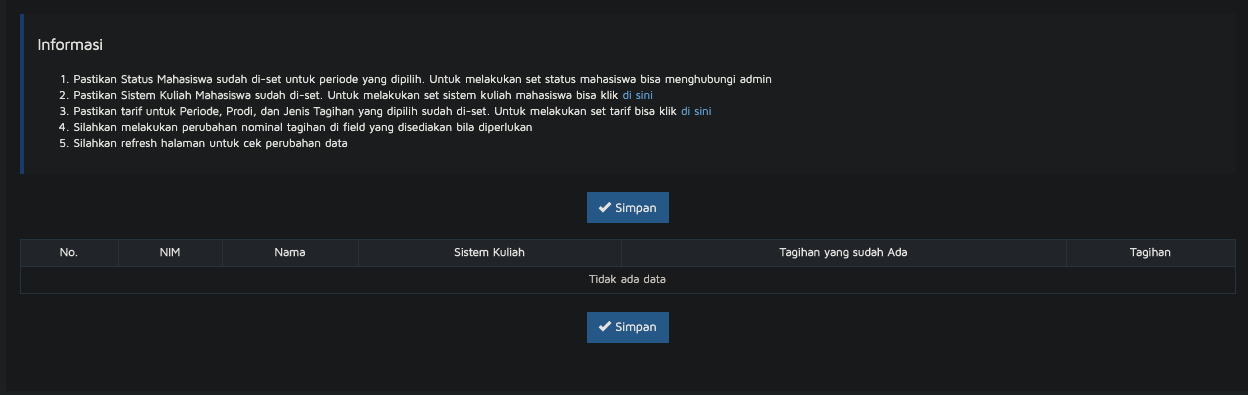 Informasi
1. Pastikan Status Mahasiswa sudah di-set untuk periode yang dipilih. Untuk melakukan set status mahasiswa bisa menghubungi admin
2. Pastikan Sistem Kuliah Mahasiswa sudah di-set. Untuk melakukan set sistem kuliah mahasiswa bisa klik di sini
3. Pastikan tarif untuk Periode, Prodi, dan Jenis Tagihan yang dipilih sudah di-set. Untuk melakukan set tarif bisa klik di sini
4. Silahkan melakukan perubahan nominal tagihan di field yang disediakan bila diperlukan
5. Silahkan refresh halaman untuk cek perubahan data
Simpan
No. NIM Nama Sistem Kuliah Tagihan yang sudah Ada Tagihan
Tidak ada data
Simpan